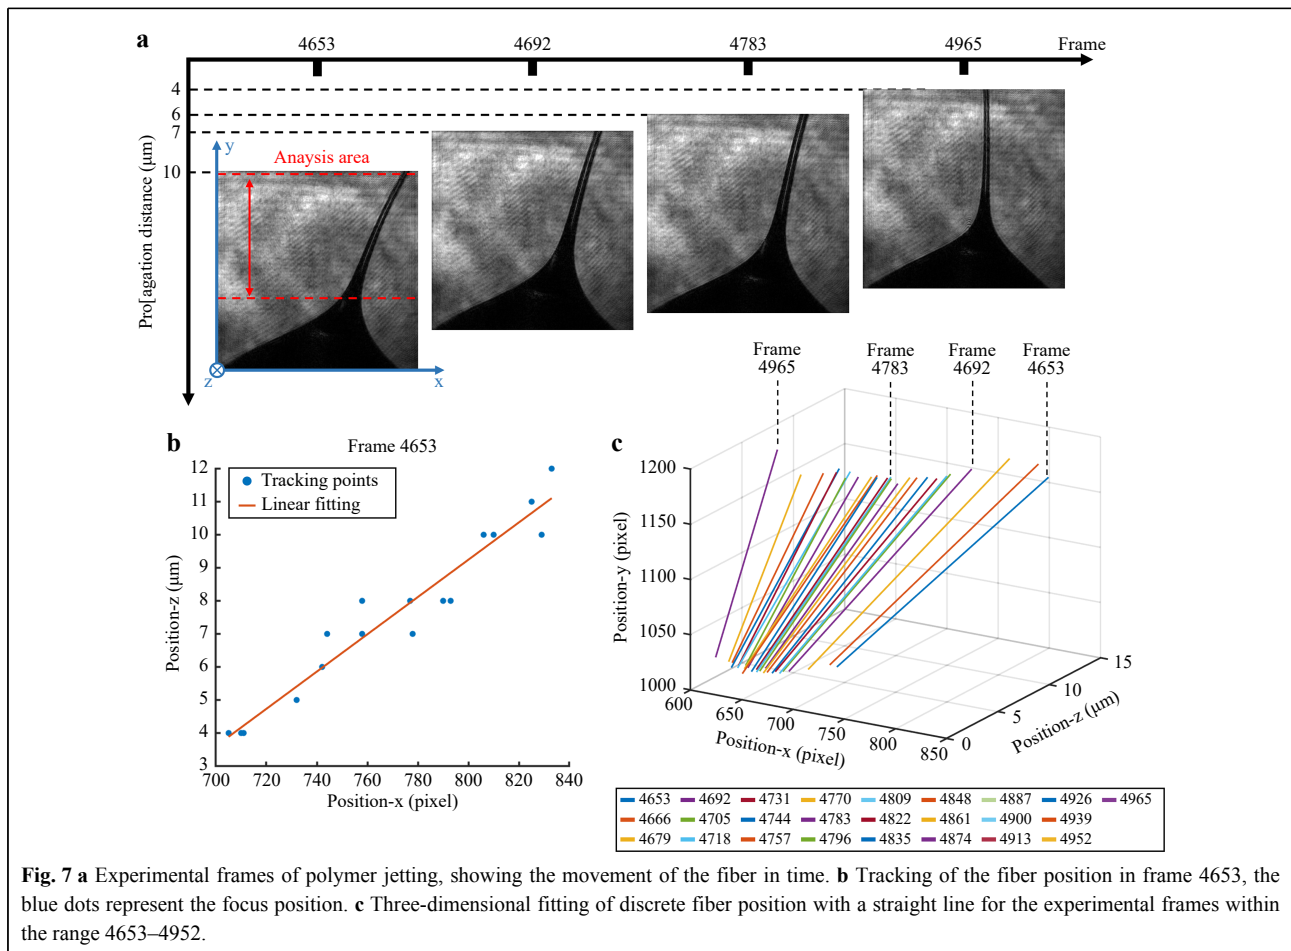 a
4653 4692 4783 4965 Frame
4
6
7
10
Pro[agation distance (μm)
y
Anaysis area
z
x
Frame 4965
Frame 4783
Frame 4692
Frame 4653
b
Frame 4653
Tracking points
Linear fitting
12
11
10
9
8
7
6
5
4
3
Position-z (μm)
700 720 740 760 780 800 820 840
Position-x (pixel)
c
1200
1150
1100
1050
1000
Position-y (pixel)
600 650 700 750 800 850
Position-x (pixel)
0 5 10 15
Position-z (μm)
4653 4692 4731 4770 4809 4848 4887 4926 4965
4666 4705 4744 4783 4822 4861 4900 4939
4679 4718 4757 4796 4835 4874 4913 4952
Fig. 7 a Experimental frames of polymer jetting, showing the movement of the fiber in time. b Tracking of the fiber position in frame 4653, the
blue dots represent the focus position. c Three-dimensional fitting of discrete fiber position with a straight line for the experimental frames within
the range 4653–4952.